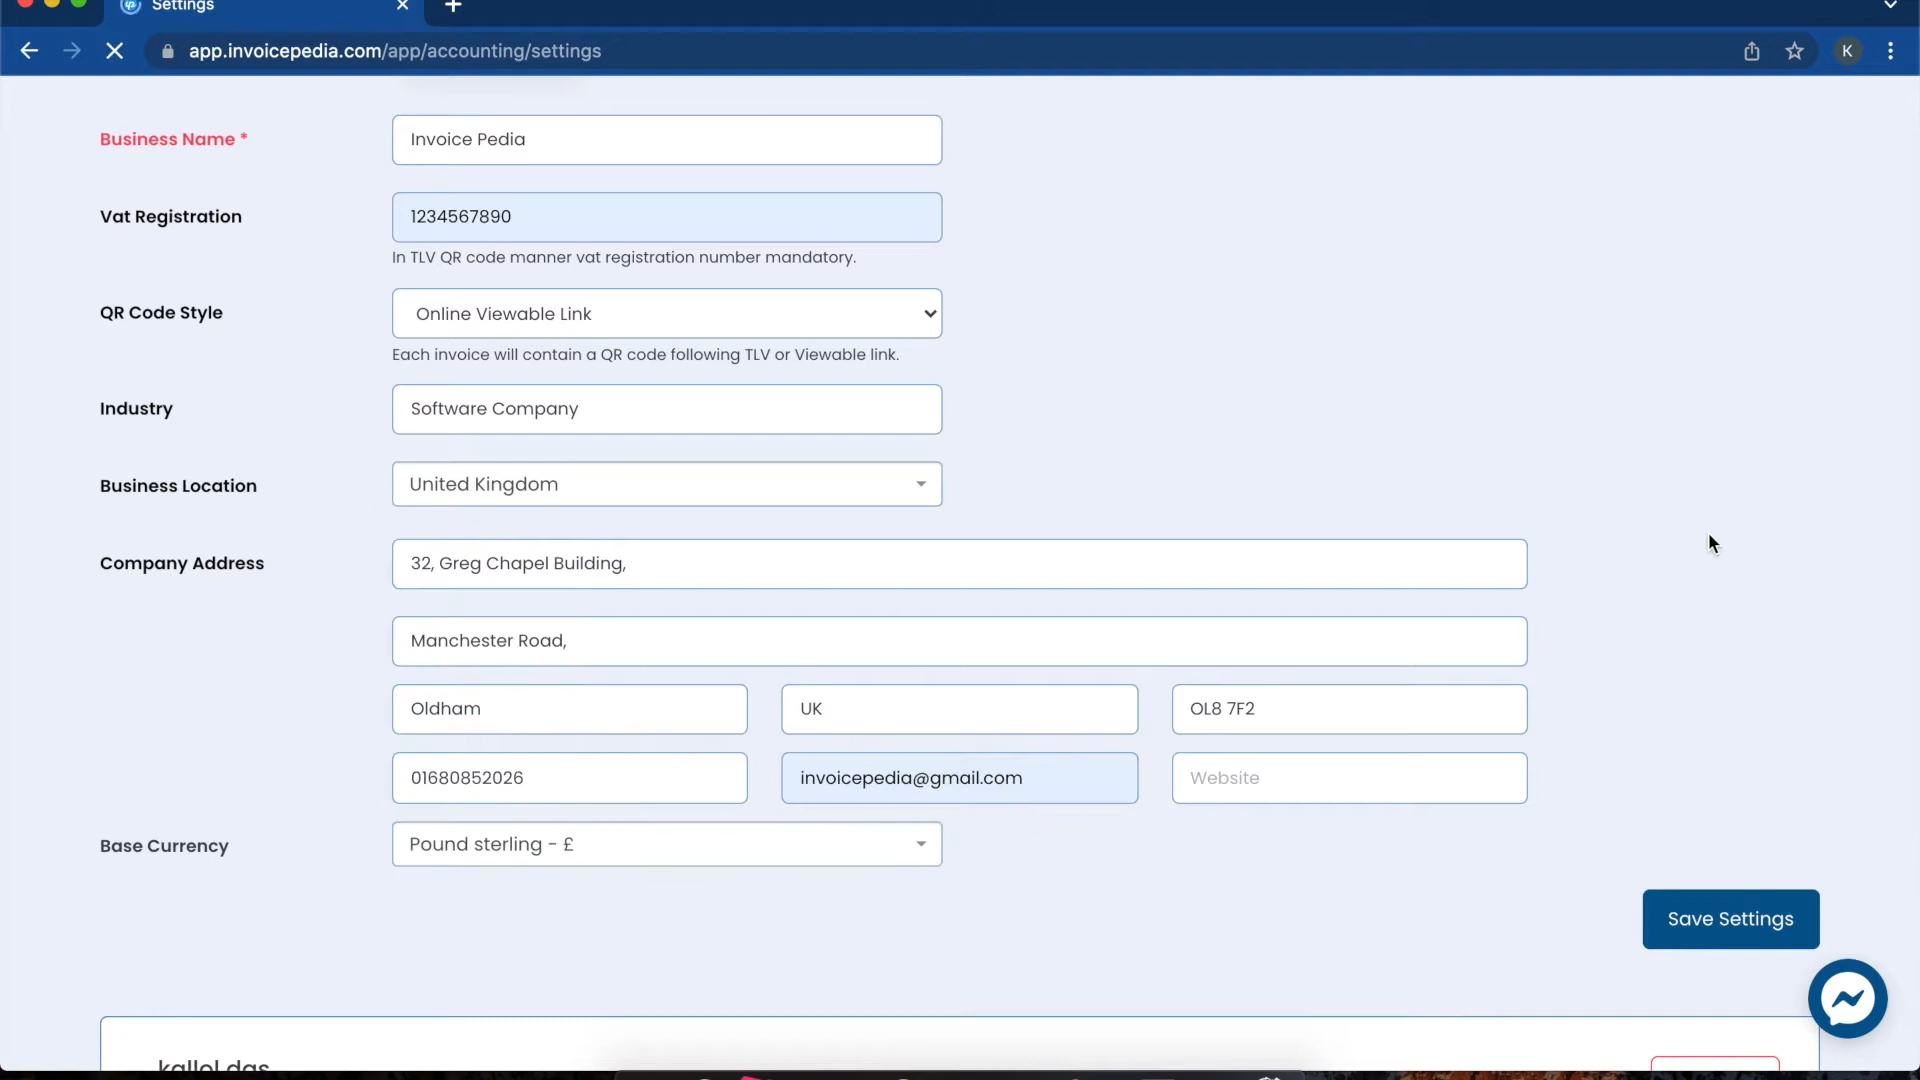 Settings
app.invoicepedia.com/app/accounting/settings
K
Business Name *
Invoice Pedia
Vat Registration
1234567890
In TLV QR code manner vat registration number mandatory.
QR Code Style
Online Viewable Link
Each invoice will contain a QR code following TLV or Viewable link.
Industry
Software Company
Business Location
United Kingdom
Company Address
32, Greg Chapel Building,
Manchester Road,
Oldham
UK
OL8 7F2
01680852026
invoicepedia@gmail.com
Website
Base Currency
Pound sterling - £
Save Settings
kallol das